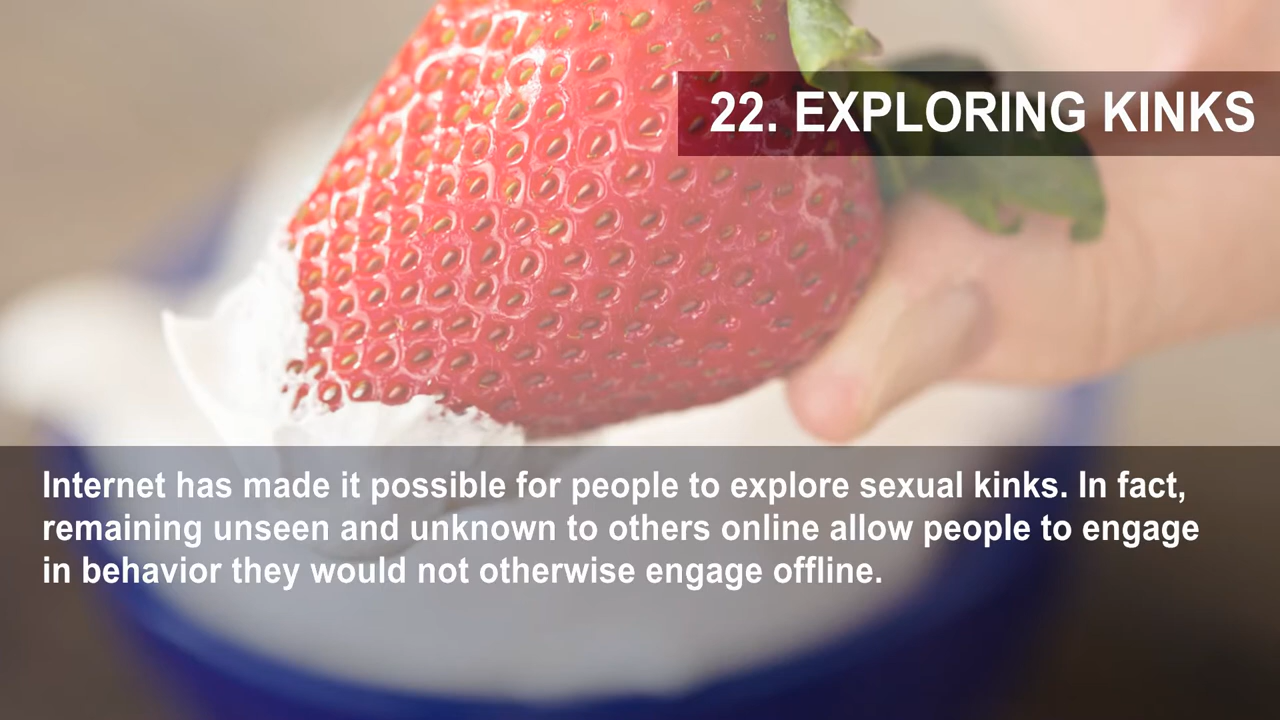 22. EXPLORING KINKS
Internet has made it possible for people to explore sexual kinks. In fact,
remaining unseen and unknown to others online allow people to engage
in behavior they would not otherwise engage offline.